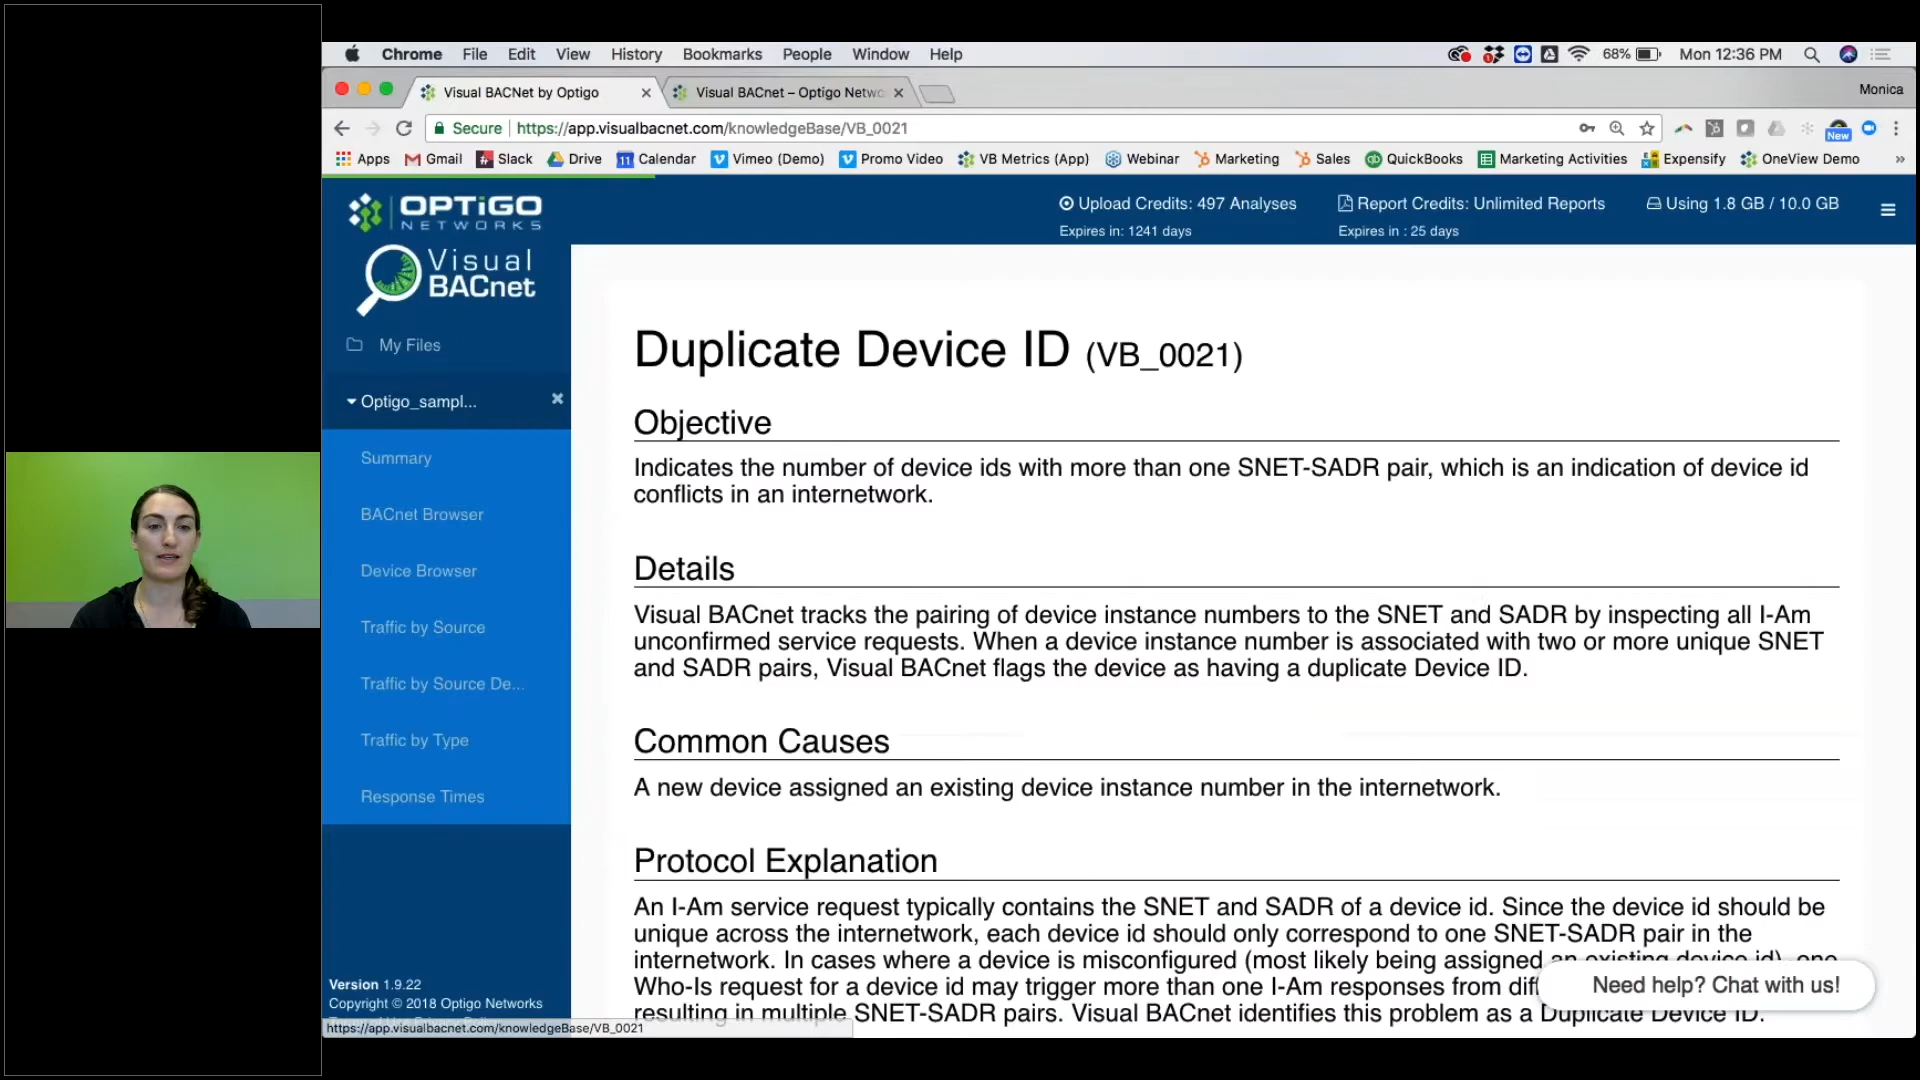 Chrome File Edit View History Bookmarks People Window Help 68% Mon 12:36 PM
Visual BACNet by Optigo Visual BACnet – Optigo Netwo Monica
Secure https://app.visualbacnet.com/knowledgeBase/VB_0021 New
Apps Gmail Slack Drive 11 Calendar Vimeo (Demo) Promo Video VB Metrics (App) Webinar Marketing Sales QuickBooks Marketing Activities Expensify OneView Demo »
OPTiGO
NETWORKS
Upload Credits: 497 Analyses Report Credits: Unlimited Reports Using 1.8 GB / 10.0 GB
Expires in: 1241 days Expires in : 25 days
Visual
BACnet
My Files
Optigo_sampl...
Summary
BACnet Browser
Device Browser
Traffic by Source
Traffic by Source De...
Traffic by Type
Response Times
Version 1.9.22
Copyright © 2018 Optigo Networks
https://app.visualbacnet.com/knowledgeBase/VB_0021
Duplicate Device ID (VB_0021)
Objective
Indicates the number of device ids with more than one SNET-SADR pair, which is an indication of device id
conflicts in an internetwork.
Details
Visual BACnet tracks the pairing of device instance numbers to the SNET and SADR by inspecting all I-Am
unconfirmed service requests. When a device instance number is associated with two or more unique SNET
and SADR pairs, Visual BACnet flags the device as having a duplicate Device ID.
Common Causes
A new device assigned an existing device instance number in the internetwork.
Protocol Explanation
An I-Am service request typically contains the SNET and SADR of a device id. Since the device id should be
unique across the internetwork, each device id should only correspond to one SNET-SADR pair in the
internetwork. In cases where a device is misconfigured (most likely being assigned an existing device id), one
Who-Is request for a device id may trigger more than one I-Am responses from
resulting in multiple SNET-SADR pairs. Visual BACnet identifies this problem as a Duplicate Device ID.
Need help? Chat with us!